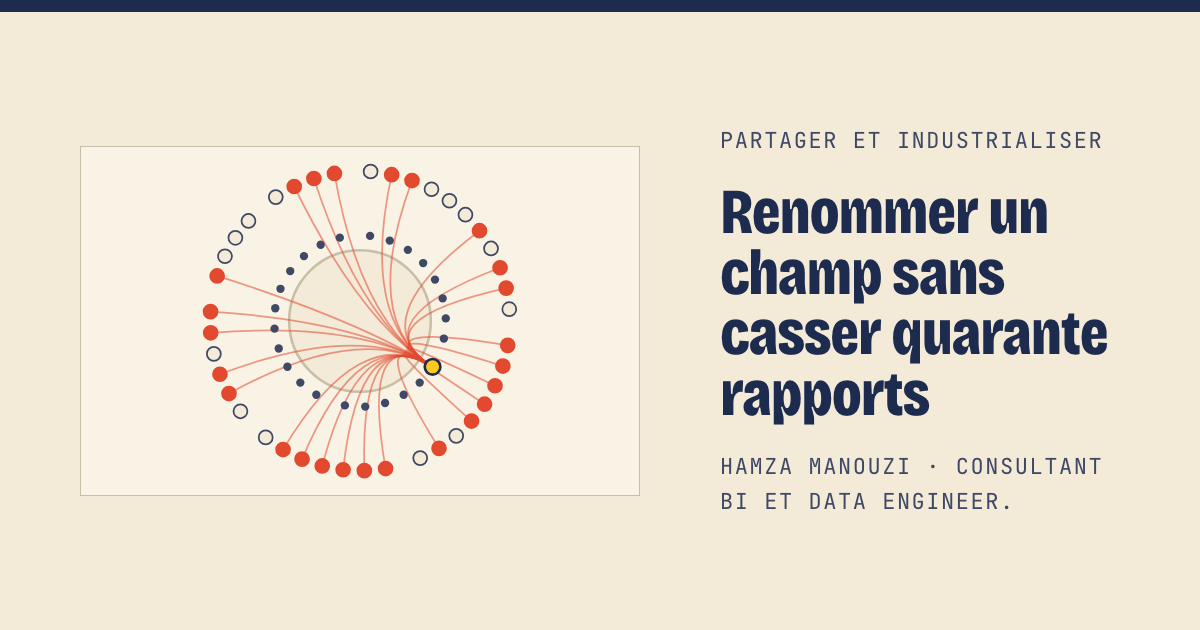 PARTAGER ET INDUSTRIALISER
Renommer un
champ sans
casser quarante
rapports
HAMZA MANOUZI · CONSULTANT
BI ET DATA ENGINEER.